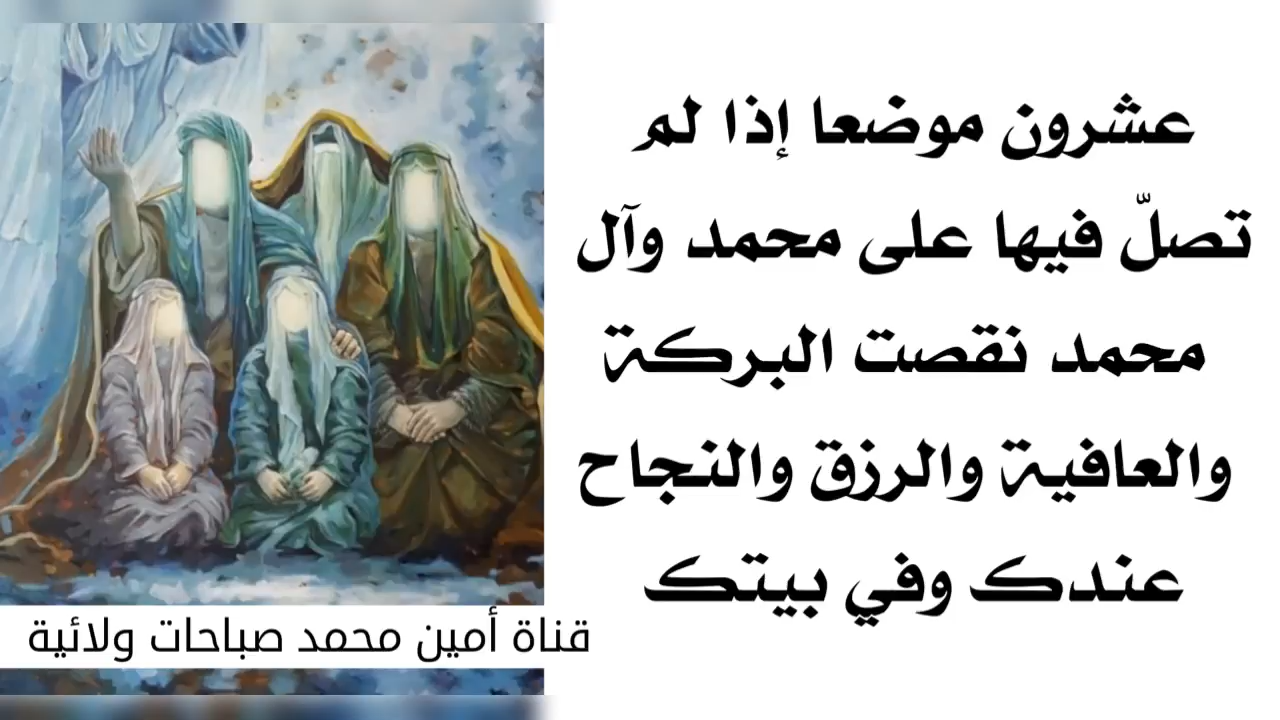 عشرون موضعا إذا لم
تصلّ فيها على محمد وآل
محمد نقصت البركة
والعافية والرزق والنجاح
عندك وفي بيتك
قناة أمين محمد صباحات ولائية